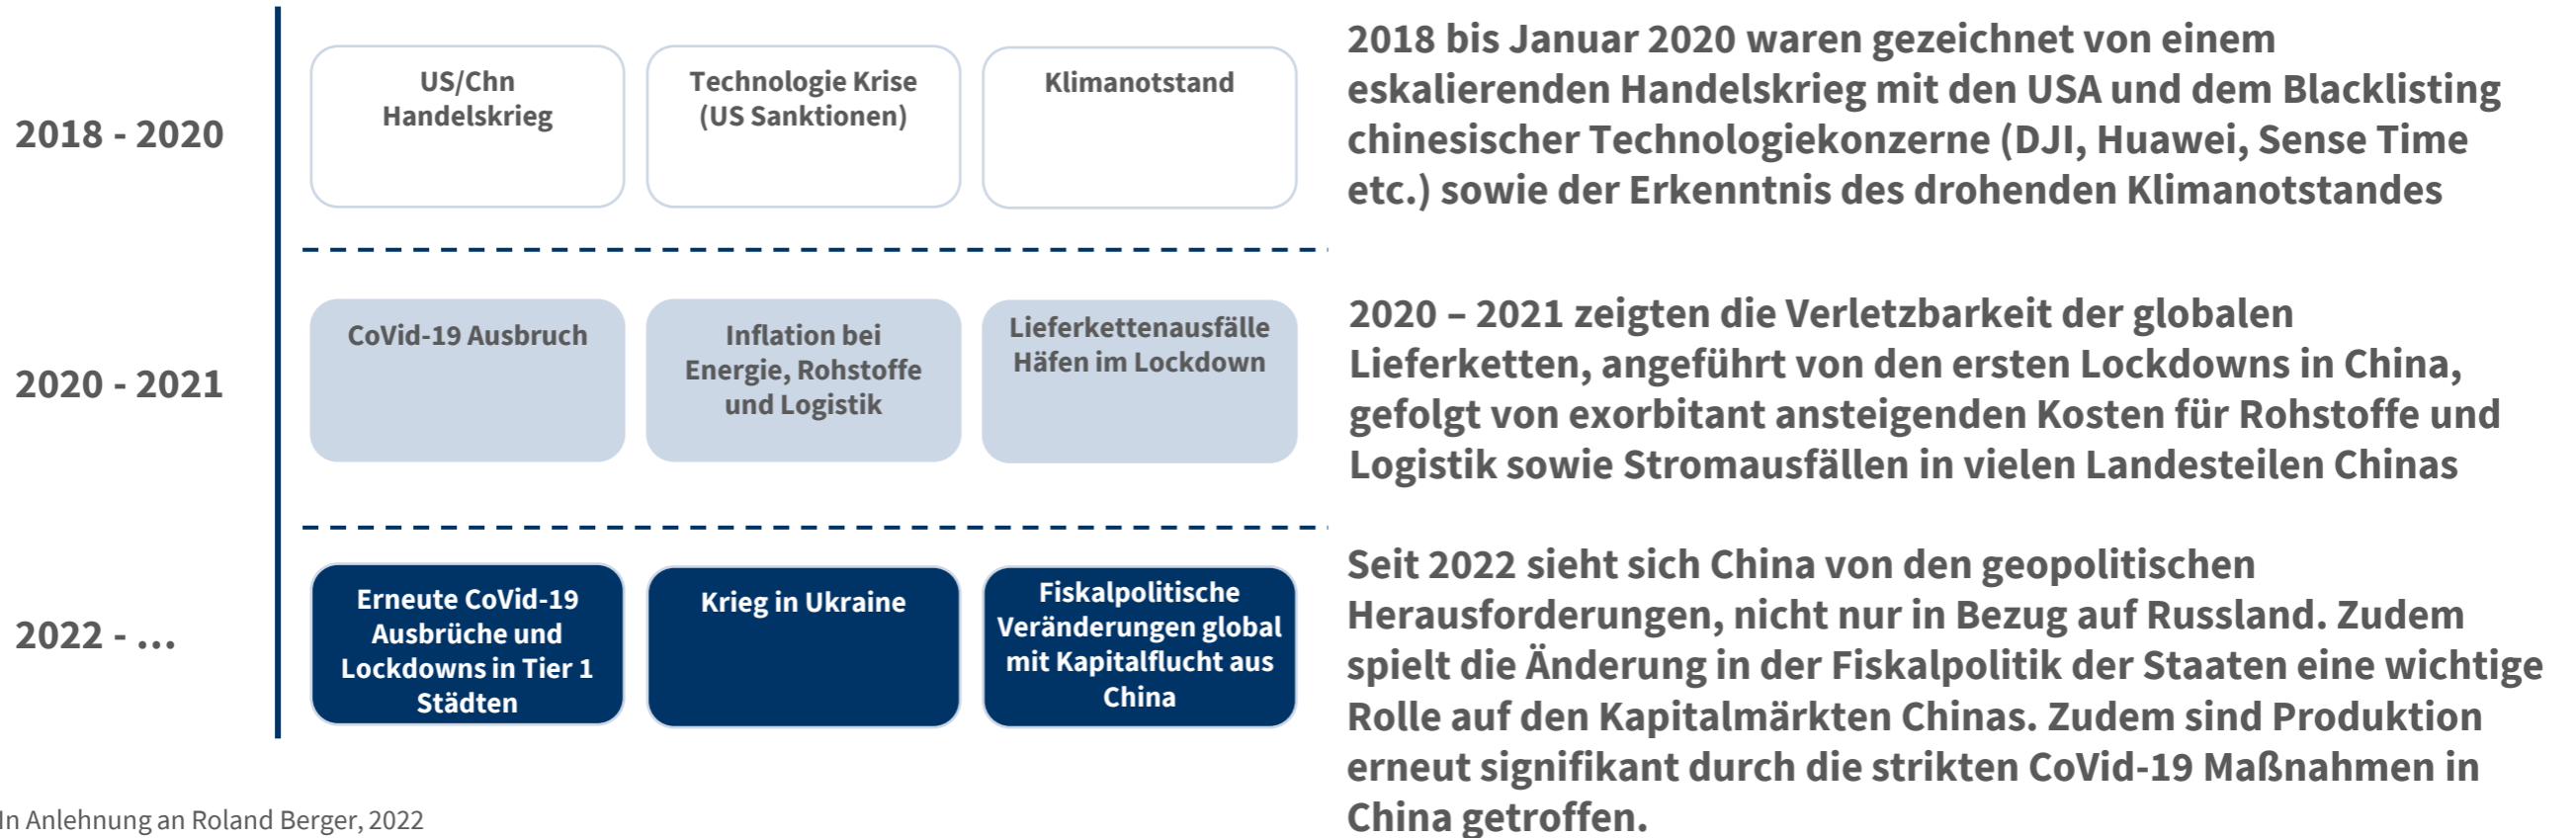 2018 - 2020
US/Chn
Handelskrieg
Technologie Krise
(US Sanktionen)
Klimanotstand
2018 bis Januar 2020 waren gezeichnet von einem
eskalierenden Handelskrieg mit den USA und dem Blacklisting
chinesischer Technologiekonzerne (DJI, Huawei, Sense Time
etc.) sowie der Erkenntnis des drohenden Klimanotstandes
2020 - 2021
CoVid-19 Ausbruch
Inflation bei
Energie, Rohstoffe
und Logistik
Lieferkettenausfälle
Häfen im Lockdown
2020 – 2021 zeigten die Verletzbarkeit der globalen
Lieferketten, angeführt von den ersten Lockdowns in China,
gefolgt von exorbitant ansteigenden Kosten für Rohstoffe und
Logistik sowie Stromausfällen in vielen Landesteilen Chinas
2022 - ...
Erneute CoVid-19
Ausbrüche und
Lockdowns in Tier 1
Städten
Krieg in Ukraine
Fiskalpolitische
Veränderungen global
mit Kapitalflucht aus
China
Seit 2022 sieht sich China von den geopolitischen
Herausforderungen, nicht nur in Bezug auf Russland. Zudem
spielt die Änderung in der Fiskalpolitik der Staaten eine wichtige
Rolle auf den Kapitalmärkten Chinas. Zudem sind Produktion
erneut signifikant durch die strikten CoVid-19 Maßnahmen in
China getroffen.
In Anlehnung an Roland Berger, 2022